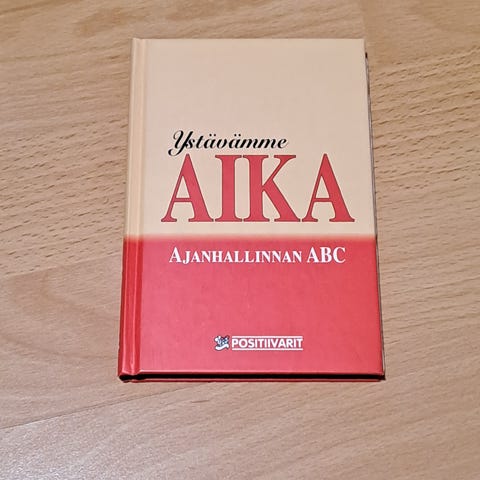 Ystävämme
AIKA
AJANHALLINNAN ABC
POSITIIVARIT